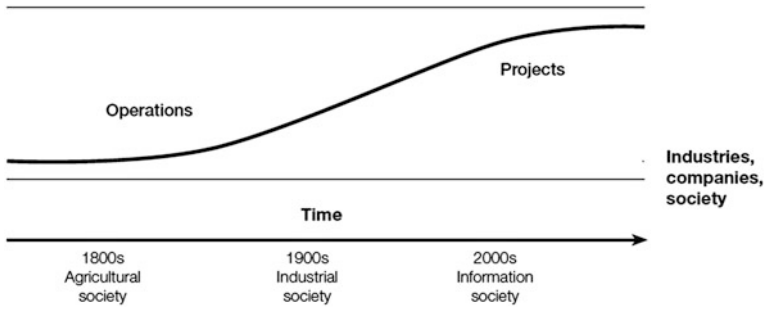 Projects
Operations
Industries,
companies,
society
Time
1800s
Agricultural
society
1900s
Industrial
society
2000s
Information
society